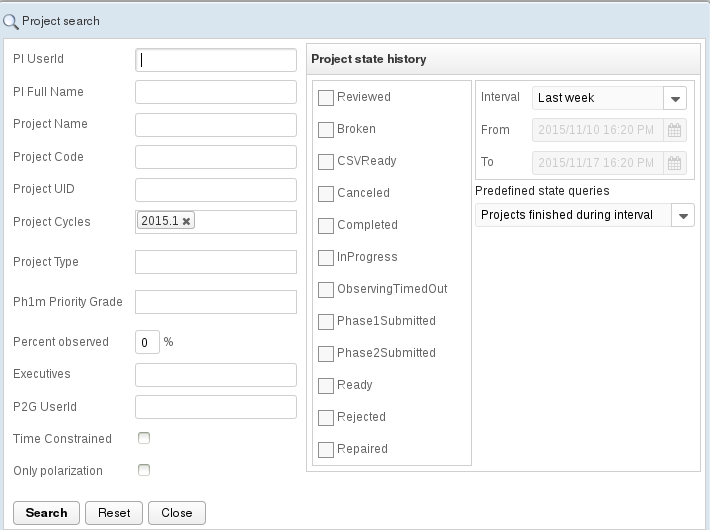 Project search
PI UserId
PI Full Name
Project Name
Project Code
Project UID
Project Cycles 2015.1
Project Type
Ph1m Priority Grade
Percent observed 0 %
Executives
P2G UserId
Time Constrained
Only polarization
Search Reset Close
Project state history
Reviewed
Broken
CSVReady
Canceled
Completed
InProgress
ObservingTimedOut
Phase1Submitted
Phase2Submitted
Ready
Rejected
Repaired
Interval Last week
From 2015/11/10 16:20 PM
To 2015/11/17 16:20 PM
Predefined state queries
Projects finished during interval